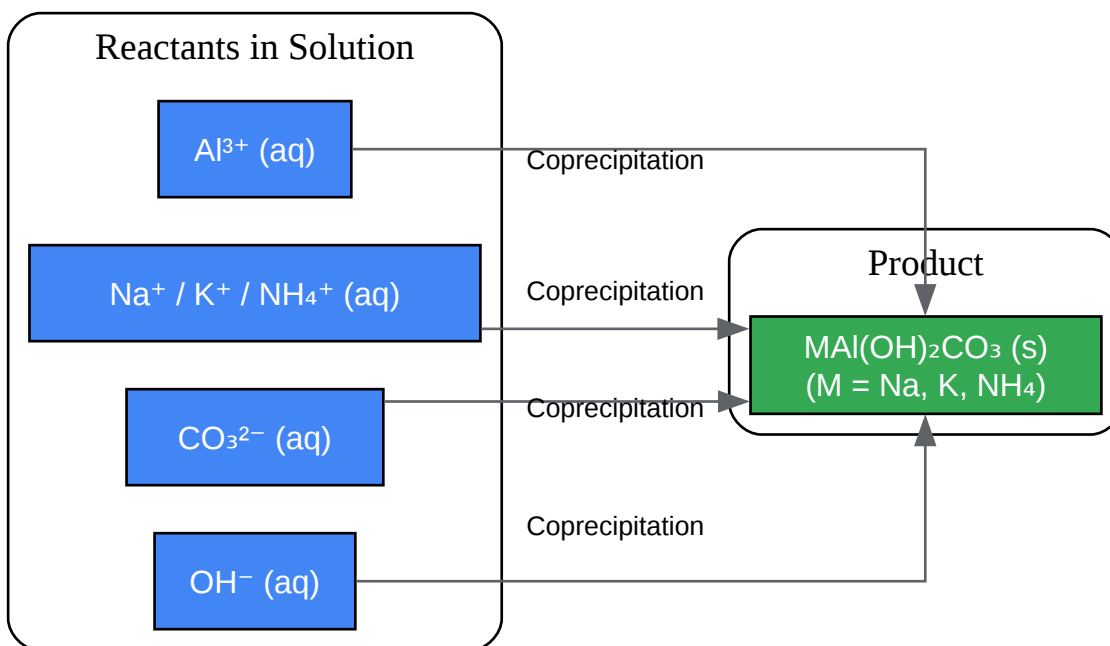 Reactants in Solution
Al³⁺ (aq)
Coprecipitation
Na⁺ / K⁺ / NH₄⁺ (aq)
Coprecipitation
Product
MAl(OH)₂CO₃ (s)
(M = Na, K, NH₄)
CO₃²⁻ (aq)
Coprecipitation
OH⁻ (aq)
Coprecipitation